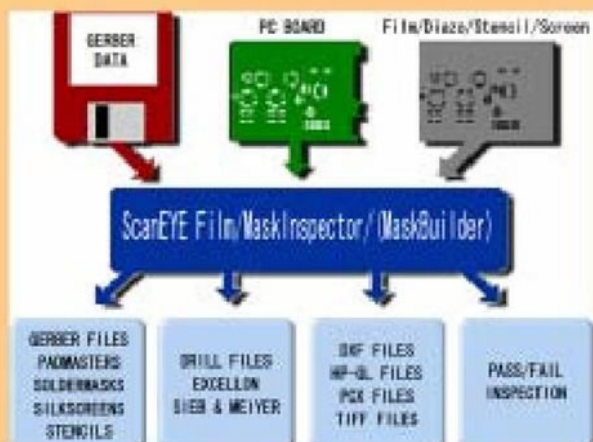 GERBER
DATA
PC BOARD
Film/Diazo/Stencil/Screen
ScanEYE Film/MaskInspector/(MaskBuilder)
GERBER FILES
PADMASTERS
SOLDERMASKS
SILKSCREENS
STENCILS
DRILL FILES
EXCELLON
SIEB & MEIYER
DXF FILES
HP-GL FILES
PCX FILES
TIFF FILES
PASS/FAIL
INSPECTION